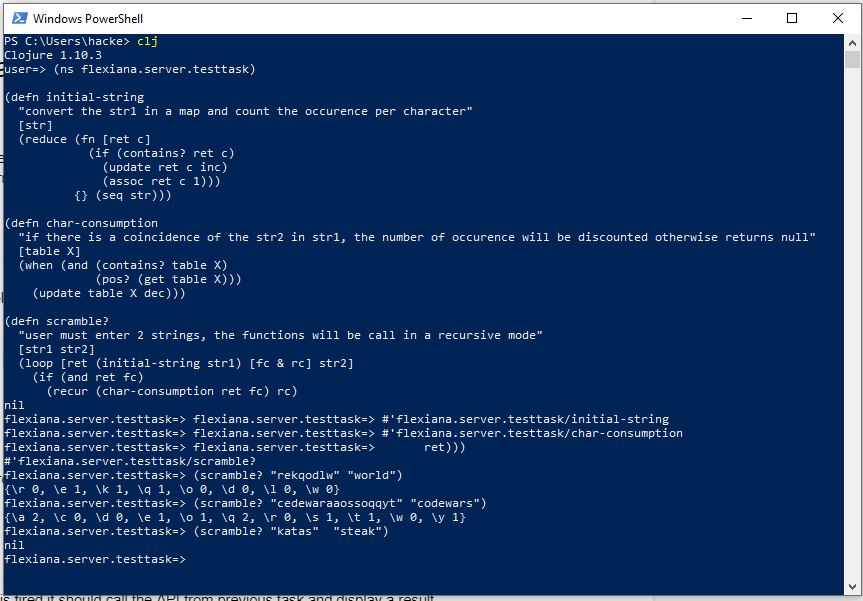 Windows PowerShell
PS C:\Users\hacke> clj
Clojure 1.10.3
user=> (ns flexiana.server.testtask)
(defn initial-string
  "convert the str1 in a map and count the occurence per character"
  [str]
  (reduce (fn [ret c]
            (if (contains? ret c)
              (update ret c inc)
              (assoc ret c 1)))
          {} (seq str)))
(defn char-consumption
  "if there is a coincidence of the str2 in str1, the number of occurence will be discounted otherwise returns null"
  [table X]
  (when (and (contains? table X)
             (pos? (get table X)))
    (update table X dec)))
(defn scramble?
  "user must enter 2 strings, the functions will be call in a recursive mode"
  [str1 str2]
  (loop [ret (initial-string str1) [fc & rc] str2]
    (if (and ret fc)
      (recur (char-consumption ret fc) rc)
nil
flexiana.server.testtask=> flexiana.server.testtask=> #'flexiana.server.testtask/initial-string
flexiana.server.testtask=> flexiana.server.testtask=> #'flexiana.server.testtask/char-consumption
flexiana.server.testtask=> flexiana.server.testtask=>       ret)))
#'flexiana.server.testtask/scramble?
flexiana.server.testtask=> (scramble? "rekqodlw" "world")
{\r 0, \e 1, \k 1, \q 1, \o 0, \d 0, \l 0, \w 0}
flexiana.server.testtask=> (scramble? "cedewaraaossoqqyt" "codewars")
{\a 2, \c 0, \d 0, \e 1, \o 1, \q 2, \r 0, \s 1, \t 1, \w 0, \y 1}
flexiana.server.testtask=> (scramble? "katas"  "steak")
nil
flexiana.server.testtask=>
is fired it should call the API from previous task and display a result